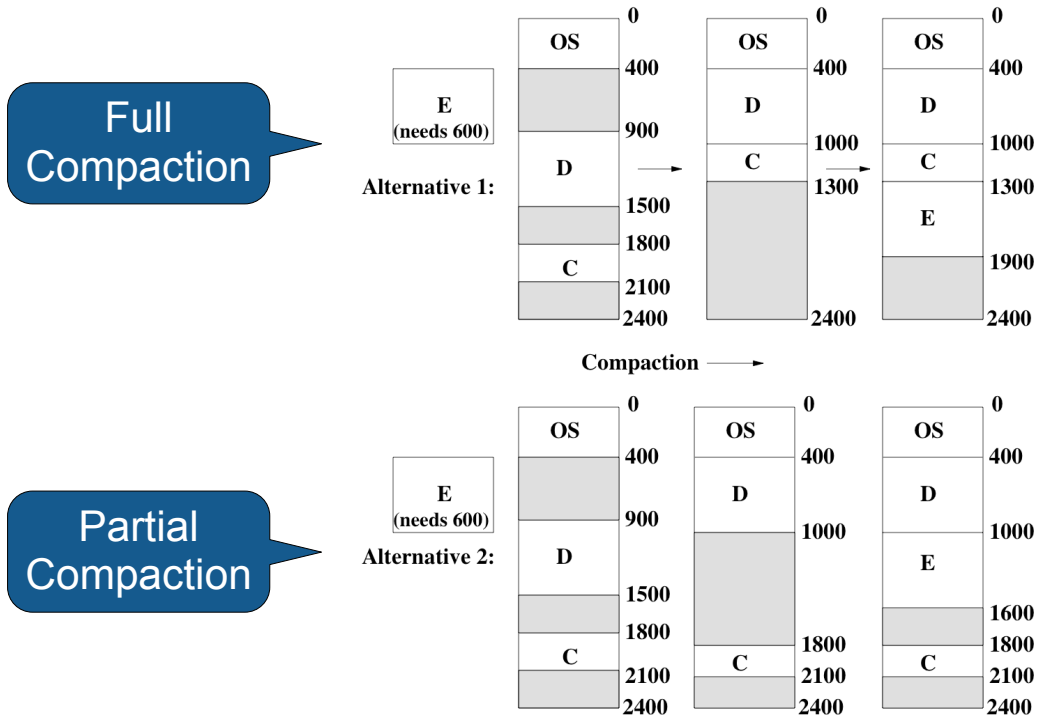 Full
Compaction
E
(needs 600)
Alternative 1:
OS
D
C
0
400
900
1500
1800
2100
2400
OS
D
C
0
400
1000
1300
2400
OS
D
C
E
0
400
1000
1300
1900
2400
Compaction
Partial
Compaction
E
(needs 600)
Alternative 2:
OS
D
C
0
400
900
1500
1800
2100
2400
OS
D
C
0
400
1000
1800
2100
2400
OS
D
E
C
0
400
1000
1600
1800
2100
2400